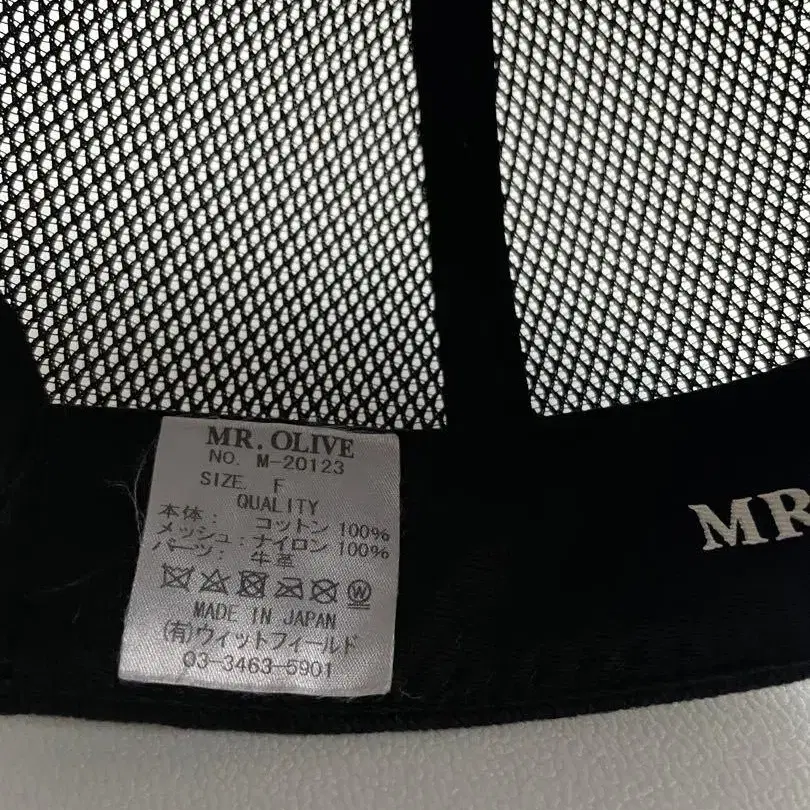 MR. OLIVE
NO. M-20123
SIZE. F
QUALITY
本体: コットン 100%
メッシュ:ナイロン 100%
パーツ: 牛革
W
MADE IN JAPAN
(有)ウィットフィールド
03-3463-5901
MR